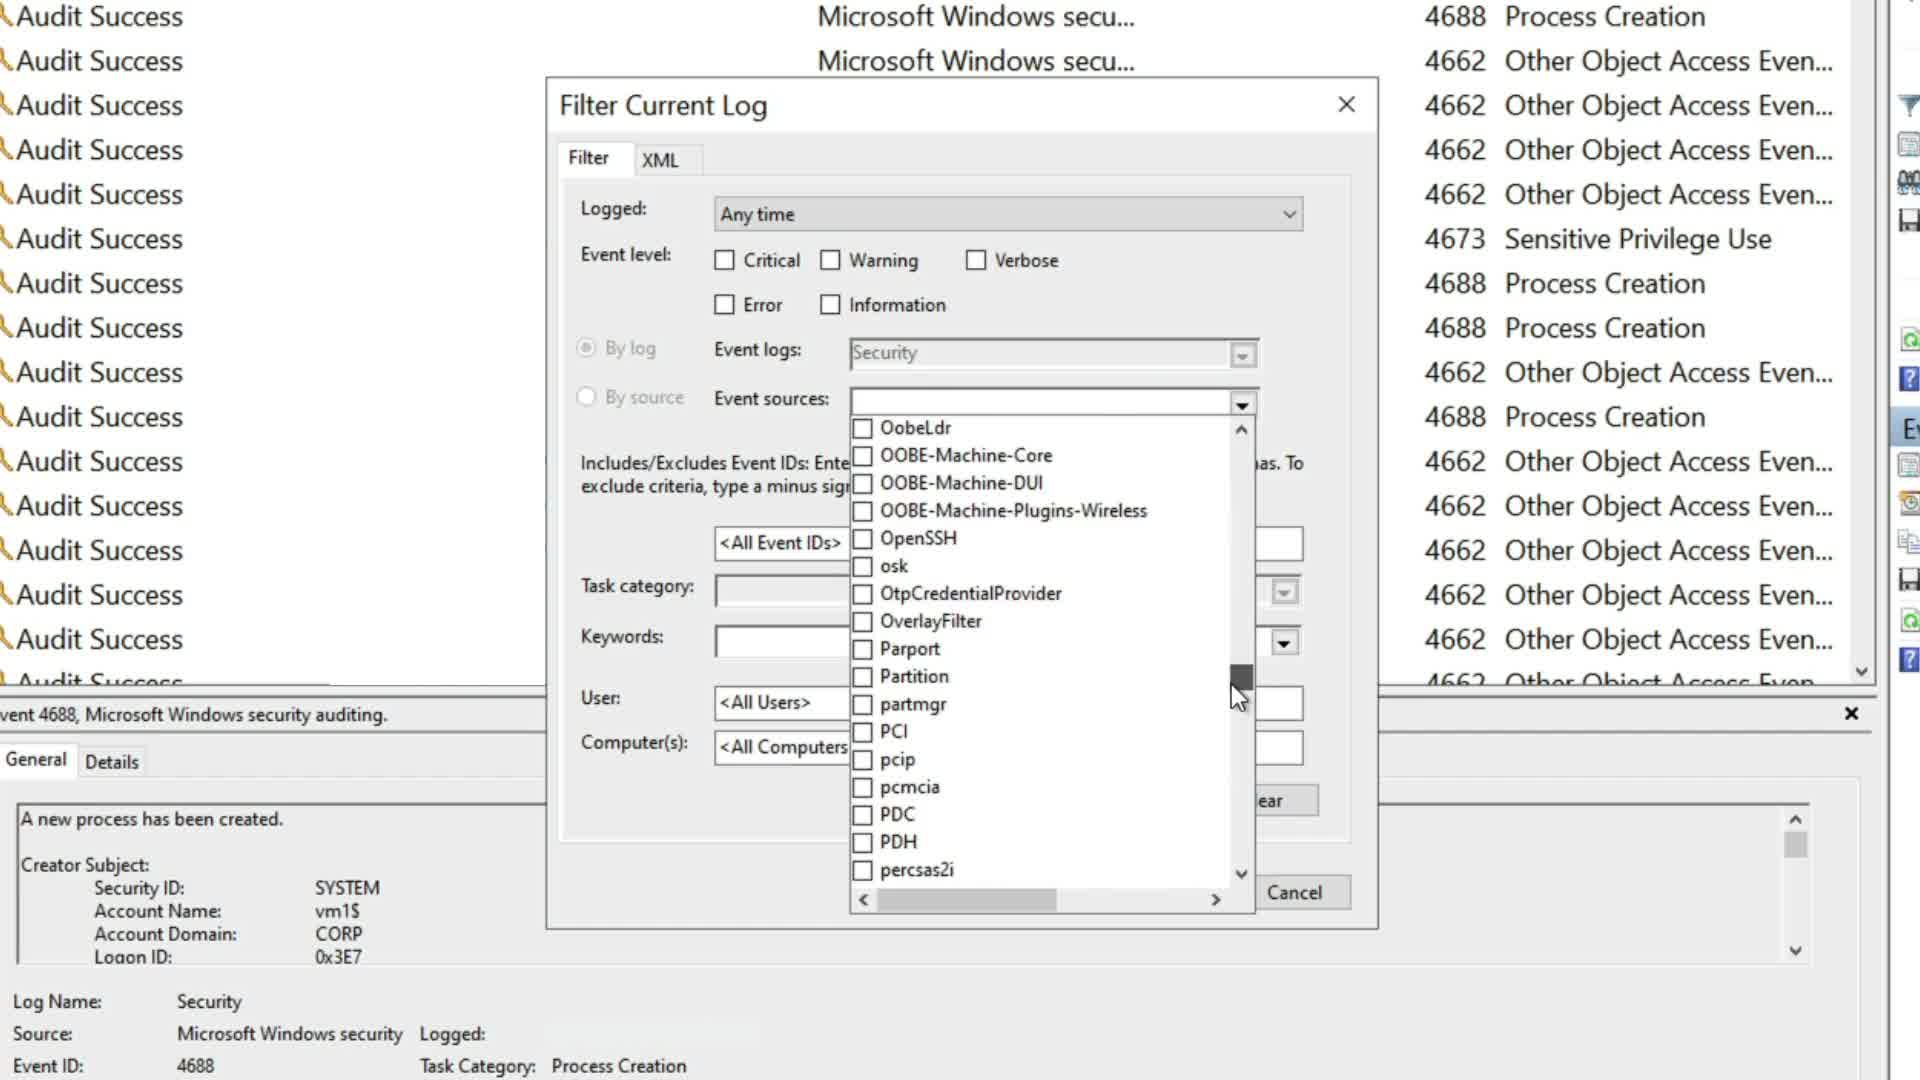 Audit Success Microsoft Windows secu... 4688 Process Creation
Audit Success Microsoft Windows secu... 4662 Other Object Access Even...
Audit Success 4662 Other Object Access Even...
Audit Success 4662 Other Object Access Even...
Audit Success 4662 Other Object Access Even...
Audit Success 4673 Sensitive Privilege Use
Audit Success 4688 Process Creation
Audit Success 4688 Process Creation
Audit Success 4662 Other Object Access Even...
Audit Success 4688 Process Creation
Audit Success 4662 Other Object Access Even...
Audit Success 4662 Other Object Access Even...
Audit Success 4662 Other Object Access Even...
Audit Success 4662 Other Object Access Even...
Audit Success 4662 Other Object Access Even...
Audit Success 4662 Other Object Access Even...
Filter Current Log
Filter XML
Logged: Any time
Event level: Critical Warning Verbose
Error Information
By log Event logs: Security
By source Event sources:
OobeLdr
OOBE-Machine-Core
OOBE-Machine-DUI
OOBE-Machine-Plugins-Wireless
OpenSSH
osk
OtpCredentialProvider
OverlayFilter
Parport
Partition
partmgr
PCI
pcip
pcmcia
PDC
PDH
percsas2i
Includes/Excludes Event IDs: Ente as. To
exclude criteria, type a minus sig
<All Event IDs>
Task category:
Keywords:
User: <All Users>
Computer(s): <All Computers
ear
Cancel
vent 4688, Microsoft Windows security auditing.
General Details
A new process has been created.
Creator Subject:
Security ID: SYSTEM
Account Name: vm1$
Account Domain: CORP
Logon ID: 0x3E7
Log Name: Security
Source: Microsoft Windows security Logged:
Event ID: 4688 Task Category: Process Creation